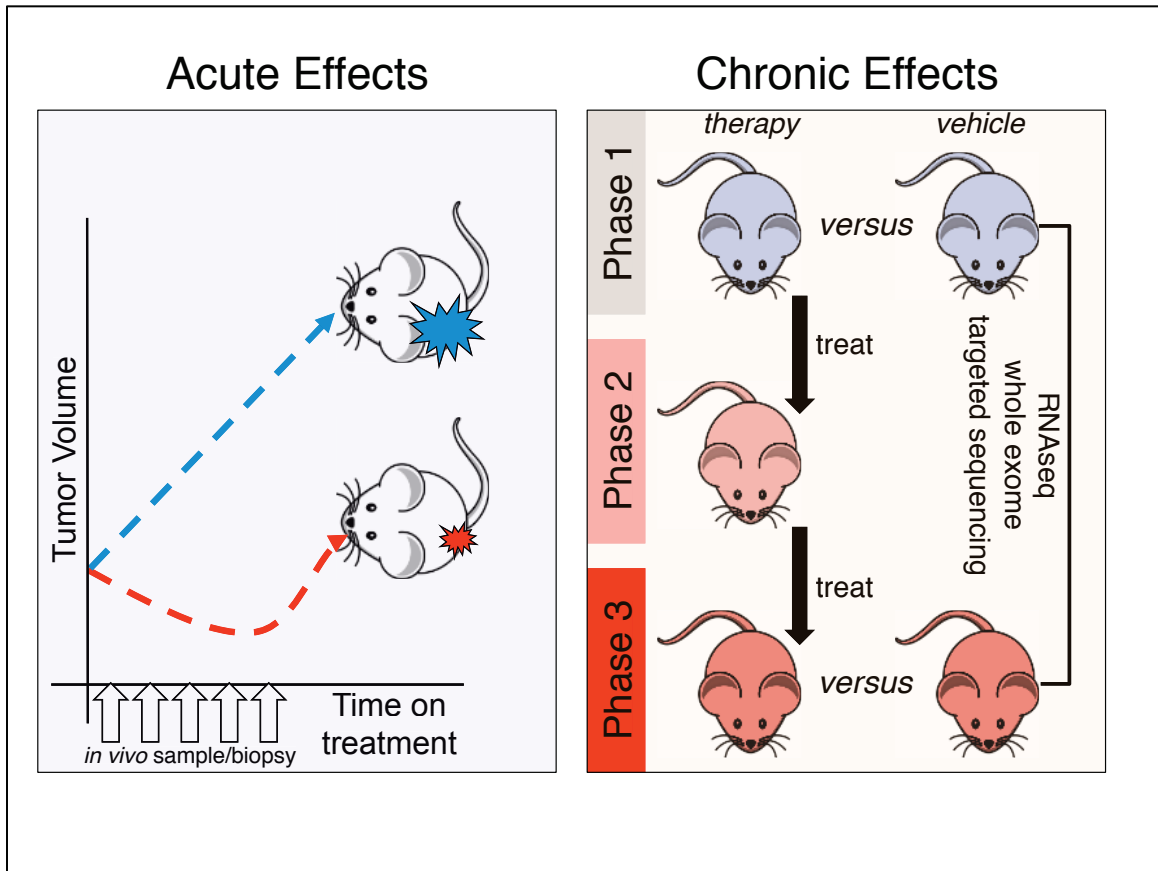 Acute Effects
Tumor Volume
Time on
treatment
in vivo sample/biopsy
Chronic Effects
therapy
vehicle
Phase 1
versus
treat
Phase 2
RNAseq
whole exome
targeted sequencing
treat
Phase 3
versus